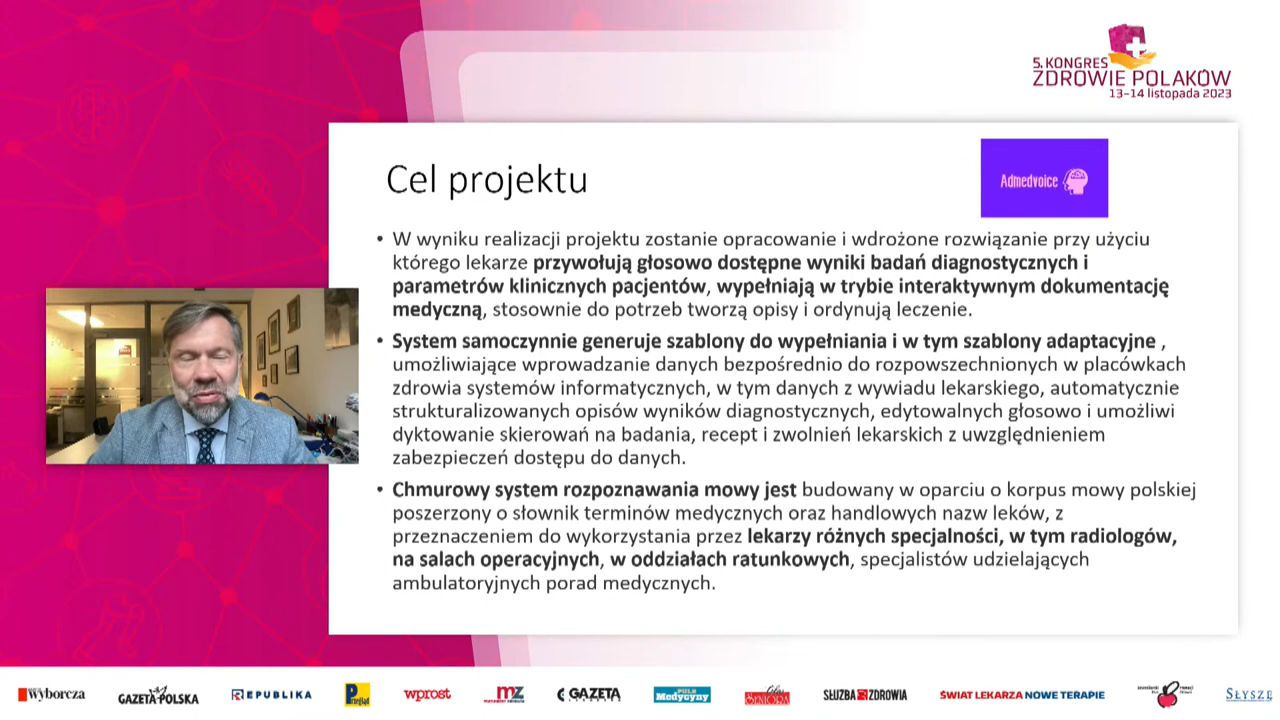 5. KONGRES
ZDROWIE POLAKÓW
13-14 listopada 2023
Admedvoice
Cel projektu
• W wyniku realizacji projektu zostanie opracowanie i wdrożone rozwiązanie przy użyciu
którego lekarze przywołują głosowo dostępne wyniki badań diagnostycznych i
parametrów klinicznych pacjentów, wypełniają w trybie interaktywnym dokumentację
medyczną, stosownie do potrzeb tworzą opisy i ordynują leczenie.
• System samoczynnie generuje szablony do wypełniania i w tym szablony adaptacyjne ,
umożliwiające wprowadzanie danych bezpośrednio do rozpowszechnionych w placówkach
zdrowia systemów informatycznych, w tym danych z wywiadu lekarskiego, automatycznie
strukturalizowanych opisów wyników diagnostycznych, edytowalnych głosowo i umożliwi
dyktowanie skierowań na badania, recept i zwolnień lekarskich z uwzględnieniem
zabezpieczeń dostępu do danych.
• Chmurowy system rozpoznawania mowy jest budowany w oparciu o korpus mowy polskiej
poszerzony o słownik terminów medycznych oraz handlowych nazw leków, z
przeznaczeniem do wykorzystania przez lekarzy różnych specjalności, w tym radiologów,
na salach operacyjnych, w oddziałach ratunkowych, specjalistów udzielających
ambulatoryjnych porad medycznych.
wyborcza GAZETA POLSKA REPUBLIKA Przegląd wprost mz GAZETA PULS Medycyny Głos SENIORA SŁUŻBA ZDROWIA ŚWIAT LEKARZA NOWE TERAPIE SŁYSZĘ